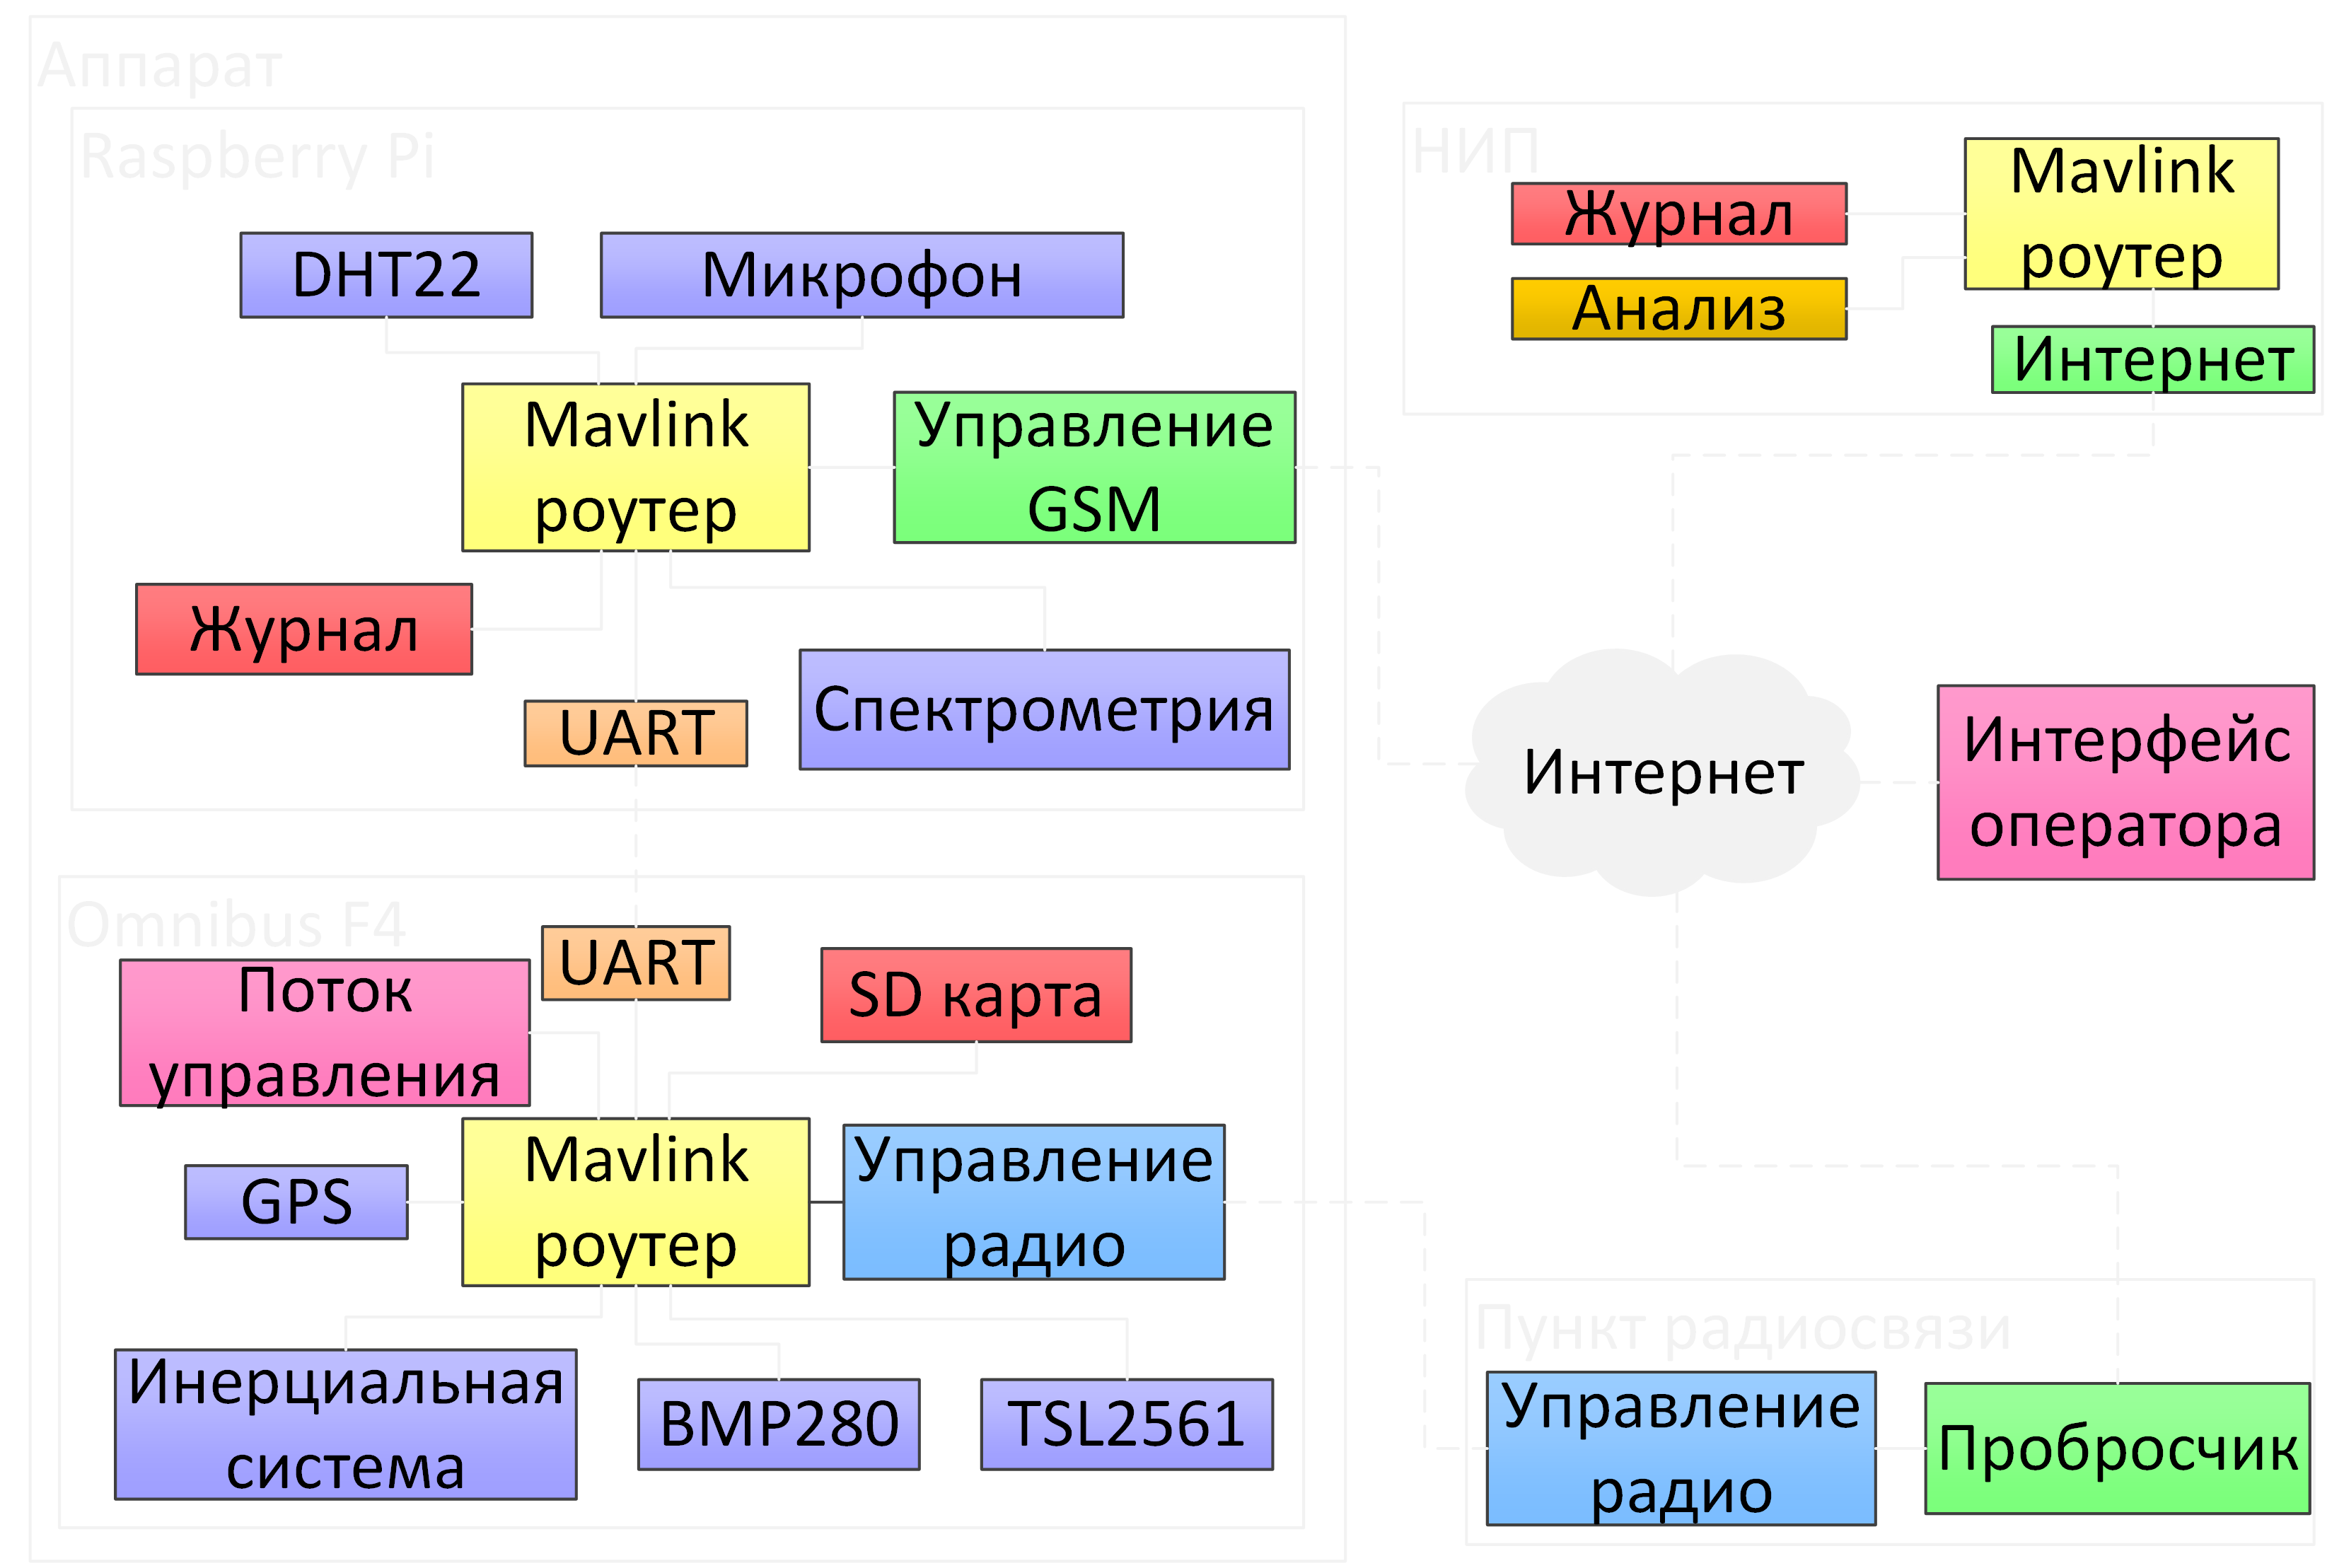 Аппарат
Raspberry Pi
DHT22
Микрофон
Mavlink
роутер
Управление
GSM
Журнал
UART
Спектрометрия
Omnibus F4
UART
SD карта
Поток
управления
Mavlink
роутер
Управление
радио
GPS
Инерциальная
система
BMP280
TSL2561
НИП
Журнал
Анализ
Mavlink
роутер
Интернет
Интернет
Интерфейс
оператора
Пункт радиосвязи
Управление
радио
Пробросчик